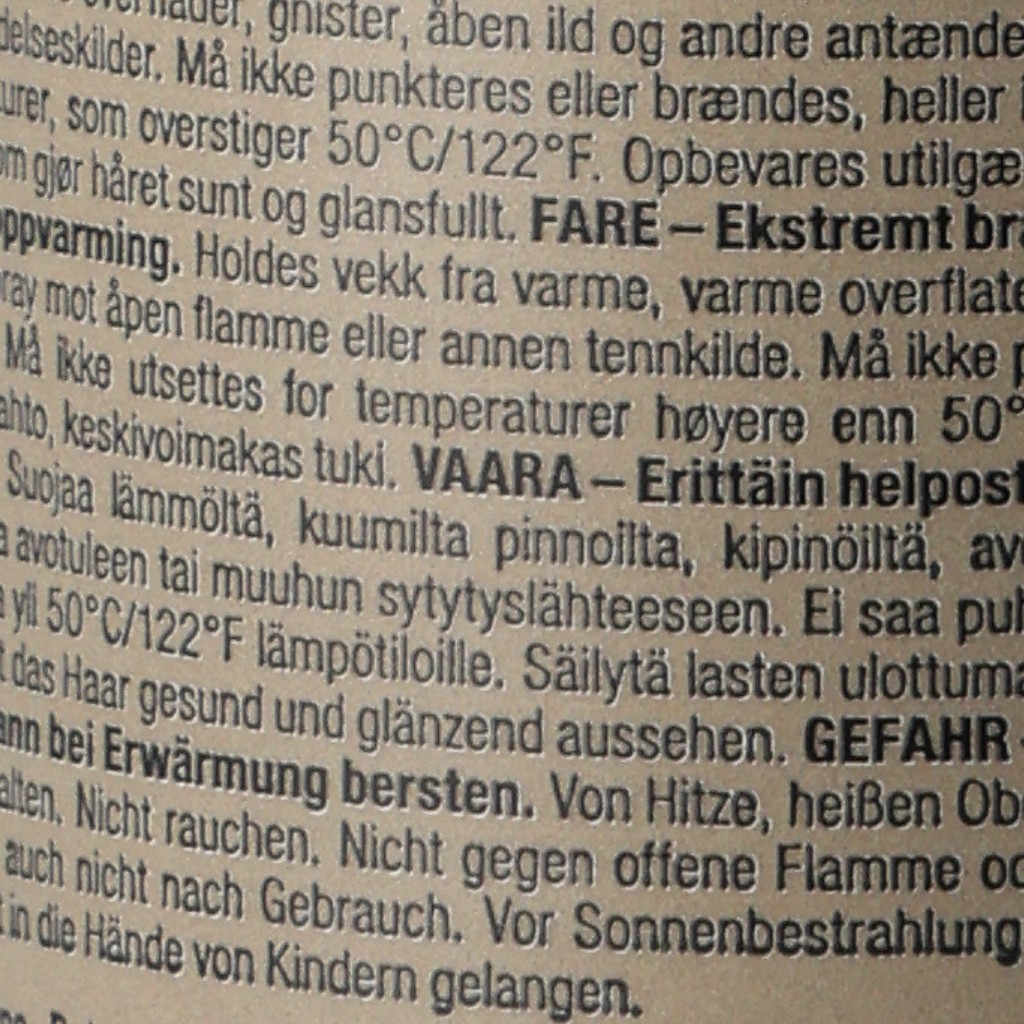 gnister, åben ild og andre antænde
delseskilder. Må ikke punkteres eller brændes, heller
urer, som overstiger 50°C/122°F. Opbevares utilgæ
om gjør håret sunt og glansfullt. FARE – Ekstremt bra
oppvarming. Holdes vekk fra varme, varme overflate
ray mot åpen flamme eller annen tennkilde. Må ikke p
Må ikke utsettes for temperaturer høyere enn 50°
ahto, keskivoimakas tuki. VAARA – Erittäin helpost
Suojaa lämmöltä, kuumilta pinnoilta, kipinöiltä, avo
a avotuleen tai muuhun sytytyslähteeseen. Ei saa puh
a yli 50°C/122°F lämpötiloille. Säilytä lasten ulottuma
t das Haar gesund und glänzend aussehen. GEFAHR -
ann bei Erwärmung bersten. Von Hitze, heißen Ob
alten. Nicht rauchen. Nicht gegen offene Flamme od
auch nicht nach Gebrauch. Vor Sonnenbestrahlung
t in die Hände von Kindern gelangen.